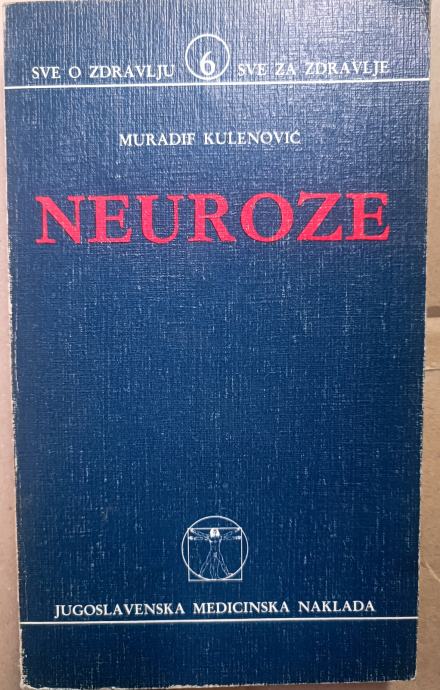 SVE O ZDRAVLJU 6 SVE ZA ZDRAVLJE
MURADIF KULENOVIĆ
NEUROZE
JUGOSLAVENSKA MEDICINSKA NAKLADA